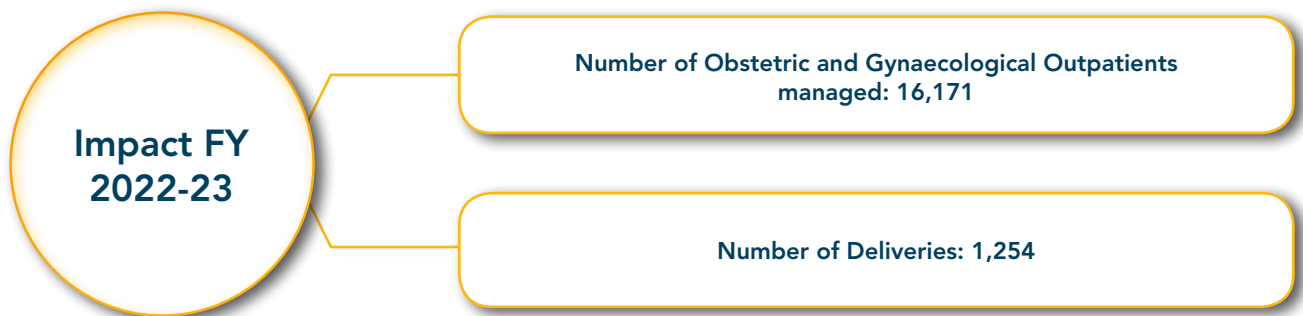 Impact FY
2022-23
Number of Obstetric and Gynaecological Outpatients
managed: 16,171
Number of Deliveries: 1,254